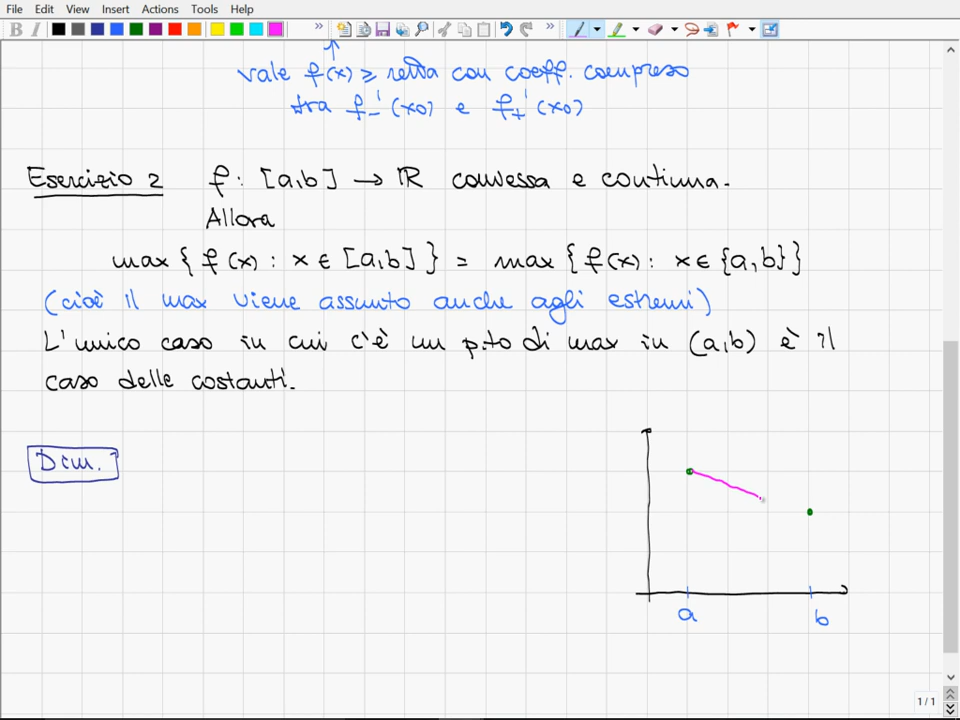 File Edit View Insert Actions Tools Help
B I
vale f(x) ≥ retta con coeff. compreso
tra f-'(x0) e f+'(x0)
Esercizio 2 f: [a,b] → ℝ convessa e continua.
Allora
max{f(x): x ∈ [a,b]} = max{f(x): x ∈ {a,b}}
(cioè il max viene assunto anche agli estremi)
L'unico caso in cui c'è un p.to di max in (a,b) è il
caso delle costanti.
Dim.
a b
1/1